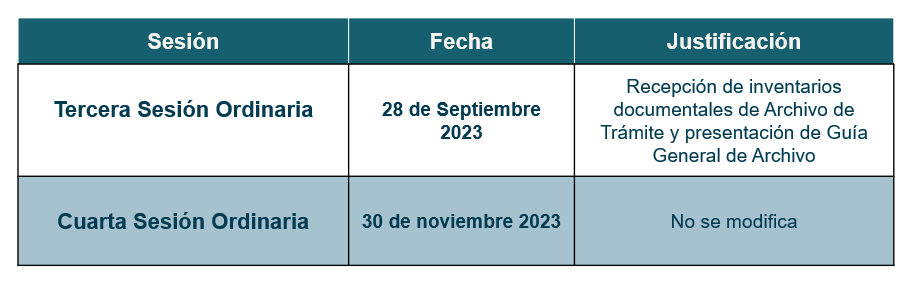 Sesión
Fecha
Justificación
Tercera Sesión Ordinaria
28 de Septiembre
2023
Recepción de inventarios
documentales de Archivo de
Trámite y presentación de Guía
General de Archivo
Cuarta Sesión Ordinaria
30 de noviembre 2023
No se modifica